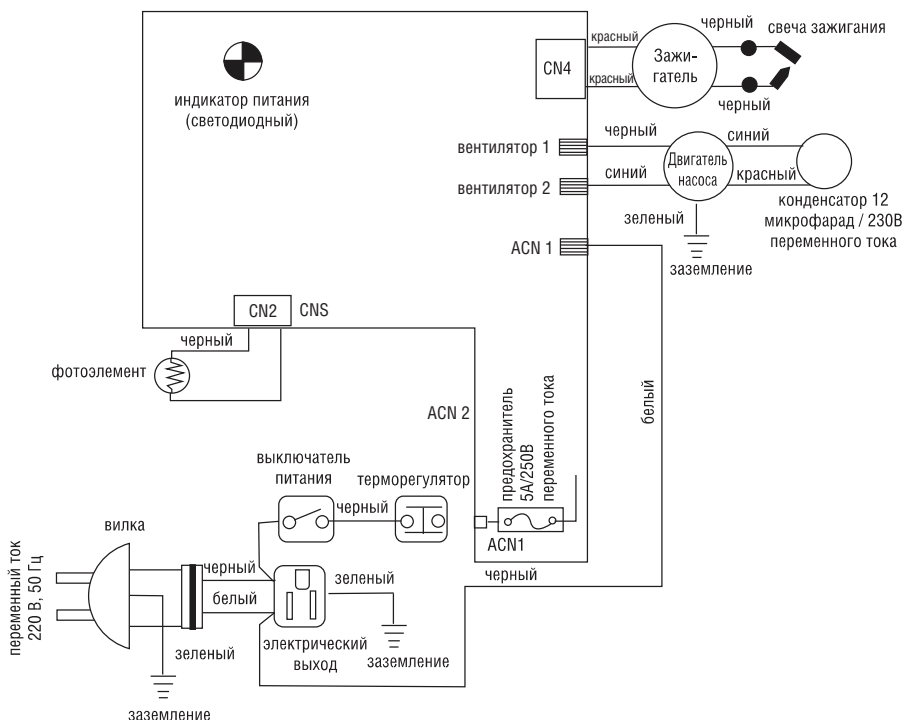 черный
свеча зажигания
красный
CN4
Зажи-
гатель
красный
черный
индикатор питания
(светодиодный)
вентилятор 1
черный
синий
Двигатель
насоса
вентилятор 2
синий
красный
конденсатор 12
микрофарад / 230В
переменного тока
зеленый
заземление
ACN 1
CN2
CNS
черный
фотоэлемент
белый
ACN 2
предохранитель
5А/250В
переменного тока
выключатель
питания
терморегулятор
черный
ACN1
вилка
переменный ток
220 В, 50 Гц
черный
белый
зеленый
черный
зеленый
электрический
выход
заземление
заземление